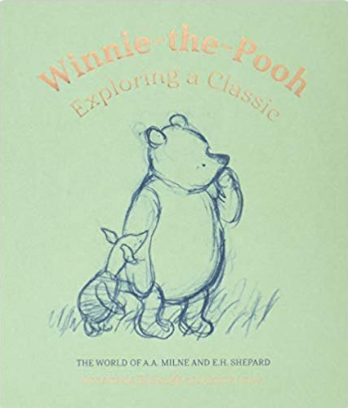 Winnie-the-Pooh
Exploring a Classic
THE WORLD OF A.A. MILNE AND E.H. SHEPARD